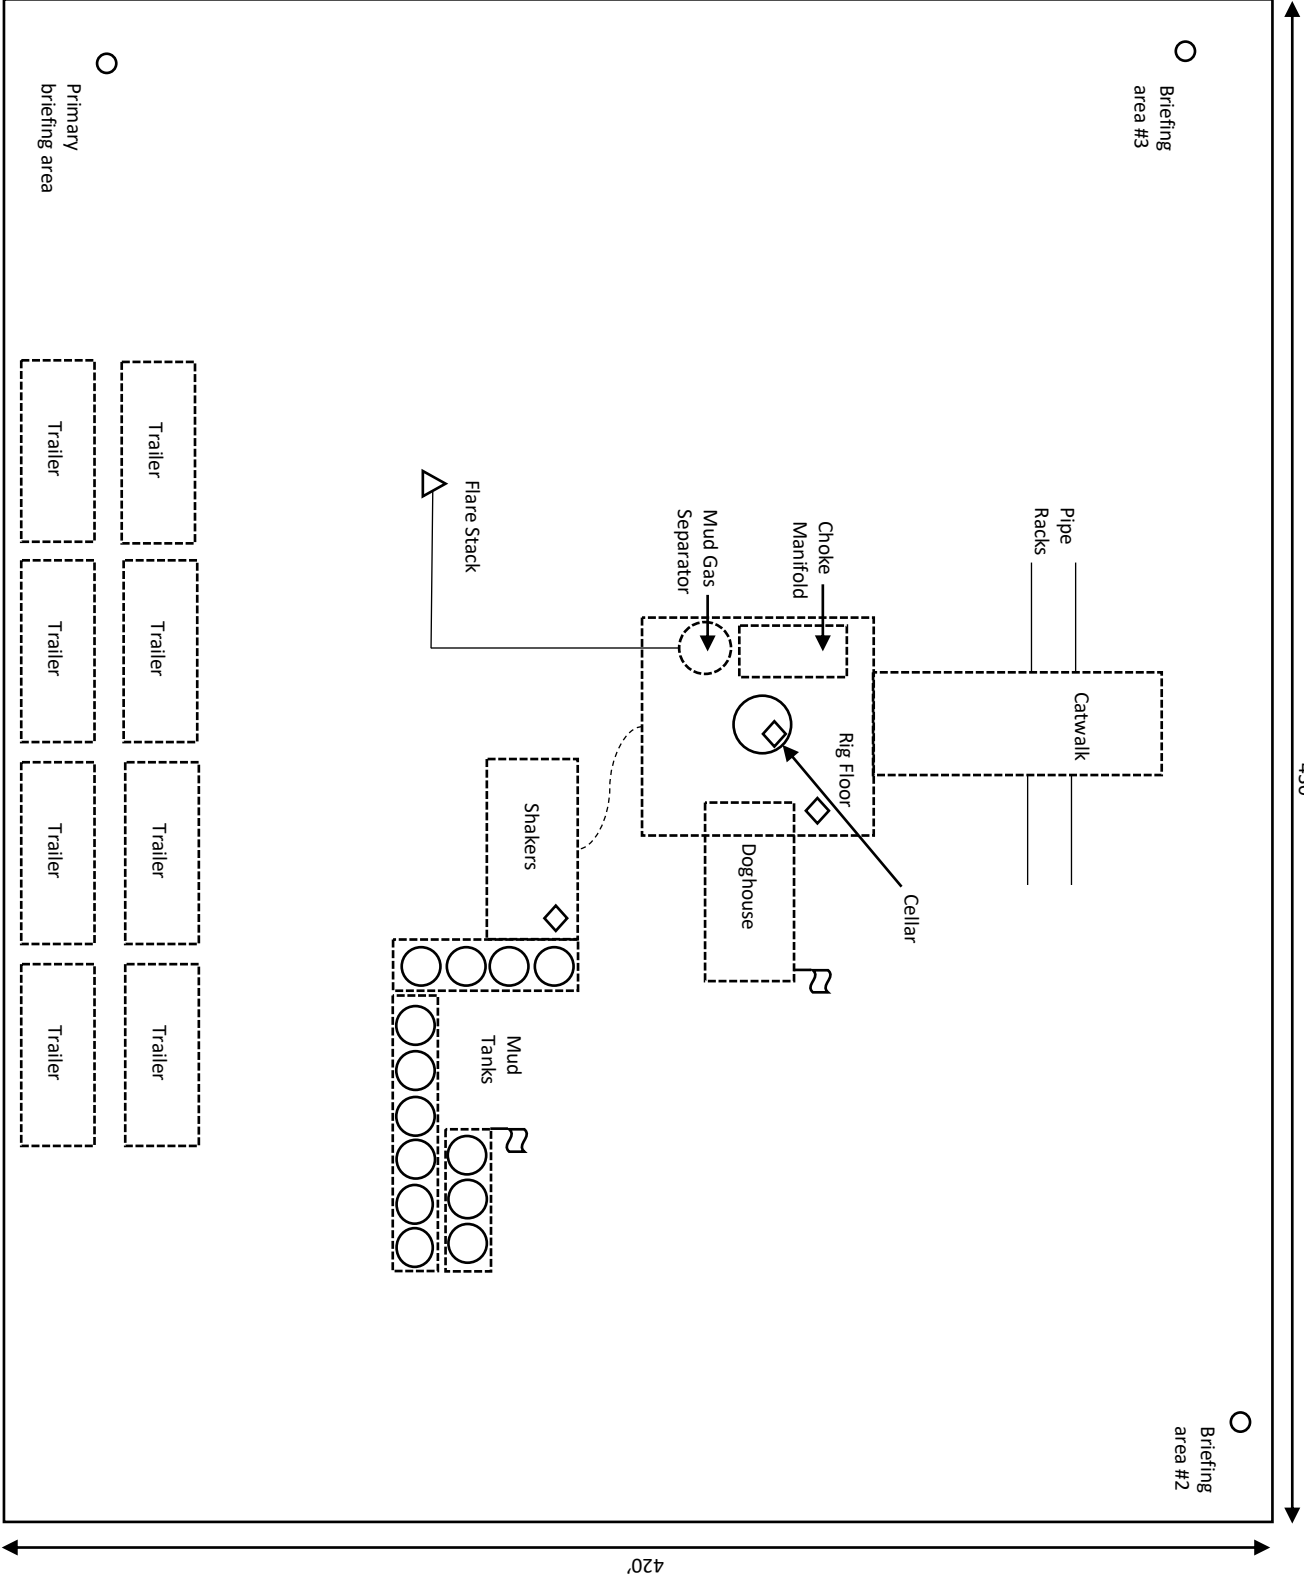 Briefing
area #2
Briefing
area #3
Catwalk
Pipe
Racks
Cellar
Rig Floor
Choke
Manifold
Doghouse
Mud Gas
Separator
420'
Shakers
Mud
Tanks
Flare Stack
Trailer
Trailer
Trailer
Trailer
Primary
briefing area
Trailer
Trailer
Trailer
Trailer